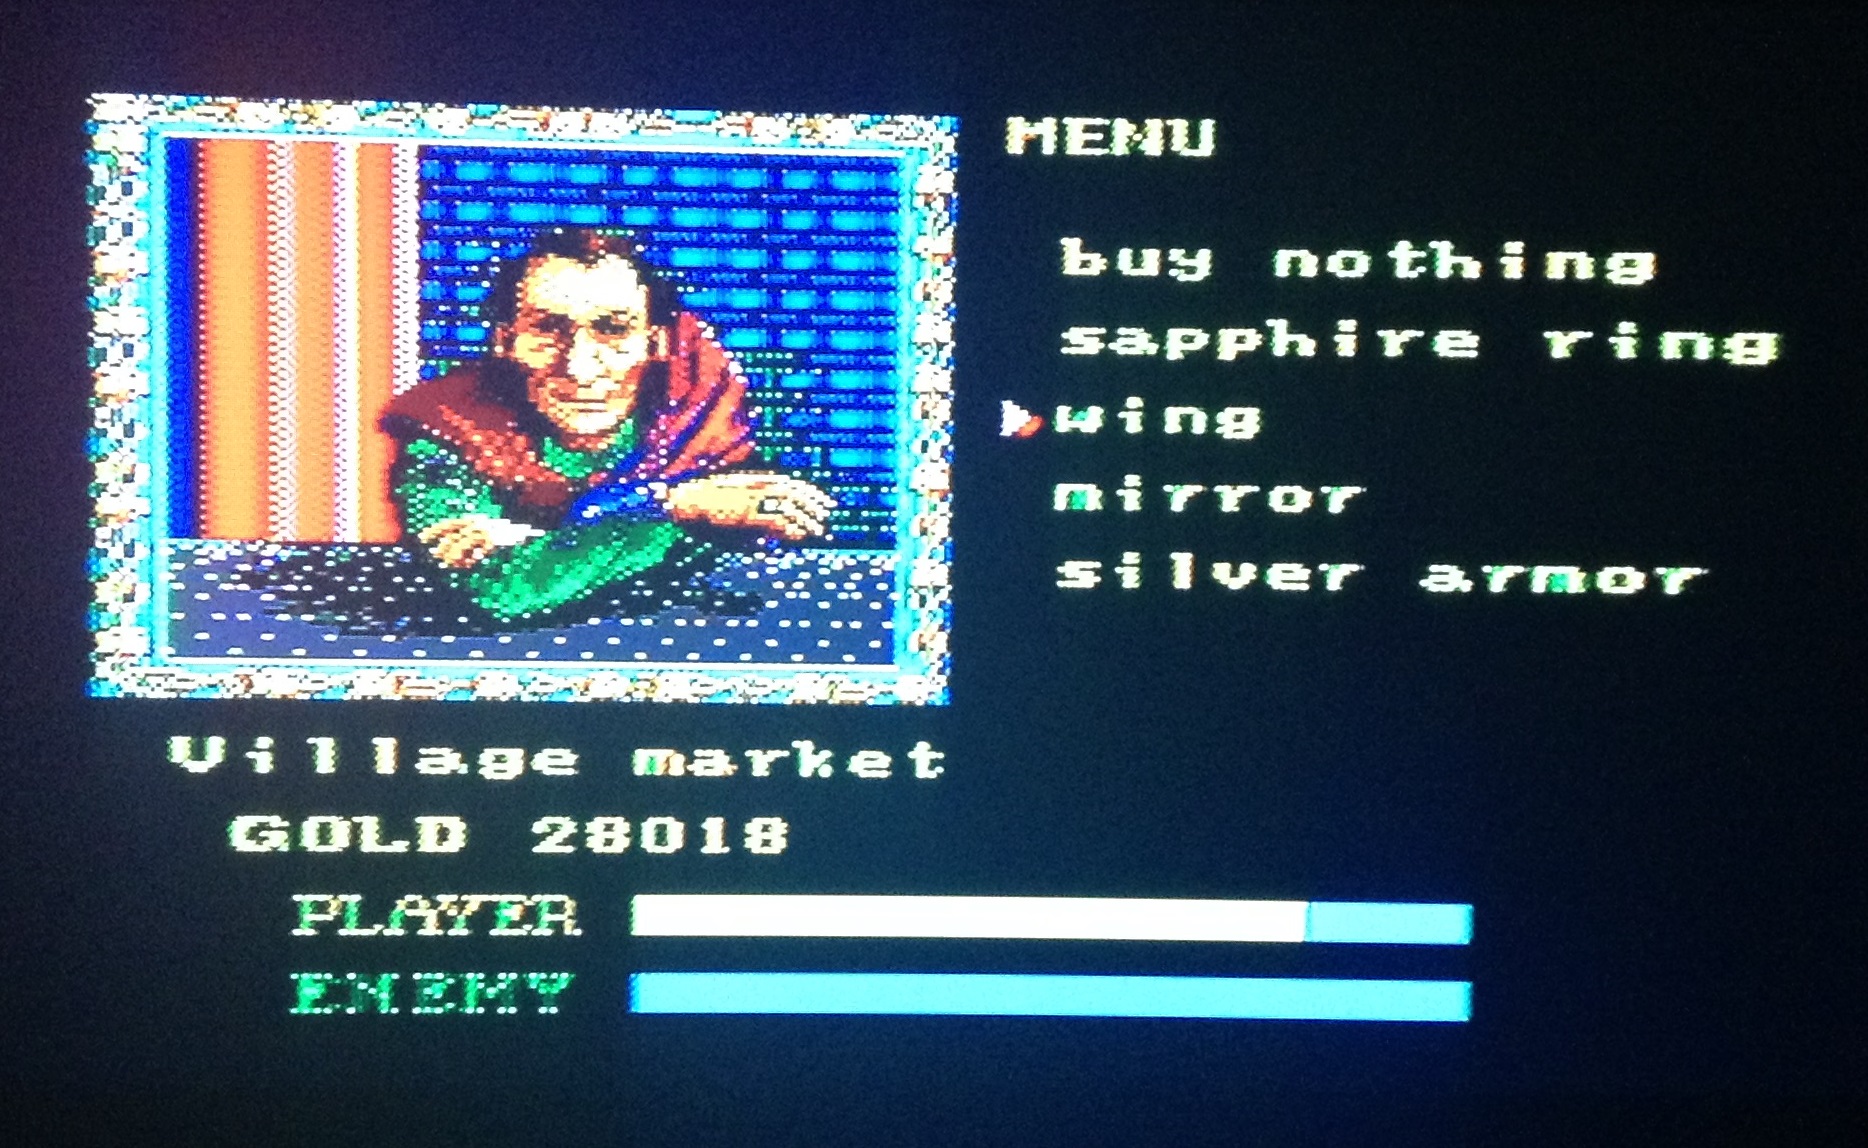 MENU
buy nothing
sapphire ring
wing
mirror
silver armor
Village market
GOLD 28018
PLAYER
ENEMY